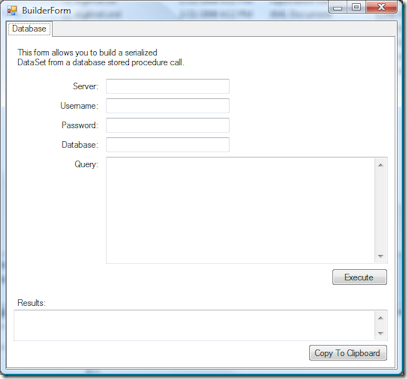 BuilderForm
Database
This form allows you to build a serialized
DataSet from a database stored procedure call.
Server:
Username:
Password:
Database:
Query:
Execute
Results:
Copy To Clipboard